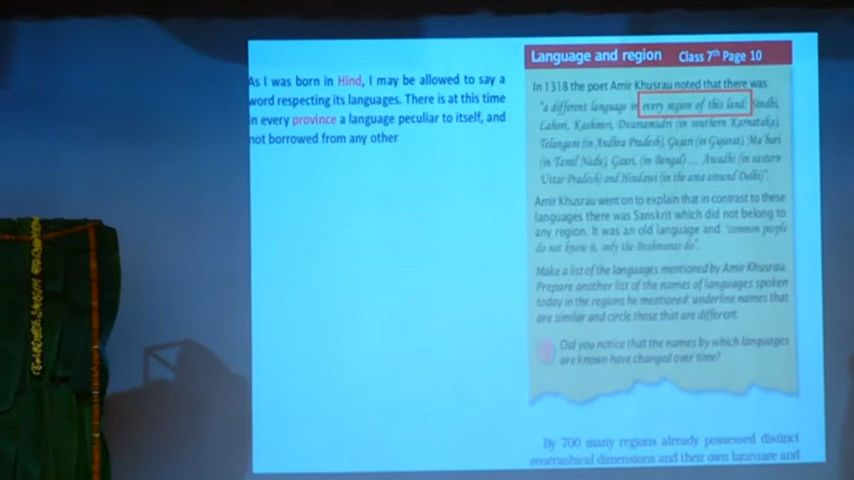 As I was born in Hind, I may be allowed to say a
word respecting its languages. There is at this time
in every province a language peculiar to itself, and
not borrowed from any other
Language and region Class 7th Page 10
In 1318 the poet Amir Khusrau noted that there was
"a different language in every region of this land: Sindhi,
Lahori, Kashmiri, Dvarsamudri (in southern Karnataka),
Telangani (in Andhra Pradesh), Gujari (in Gujarat), Ma'bari
(in Tamil Nadu), Gauri, (in Bengal).... Awadhi (in eastern
Uttar Pradesh) and Hindawi (in the area around Delhi)".
Amir Khusrau went on to explain that in contrast to these
languages there was Sanskrit which did not belong to
any region. It was an old language and "common people
do not know it, only the Brahmanas do".
Make a list of the languages mentioned by Amir Khusrau.
Prepare another list of the names of languages spoken
today in the regions he mentioned: underline names that
are similar and circle those that are different.
? Did you notice that the names by which languages
are known have changed over time?
By 700 many regions already possessed distinct
geographical dimensions and their own language and